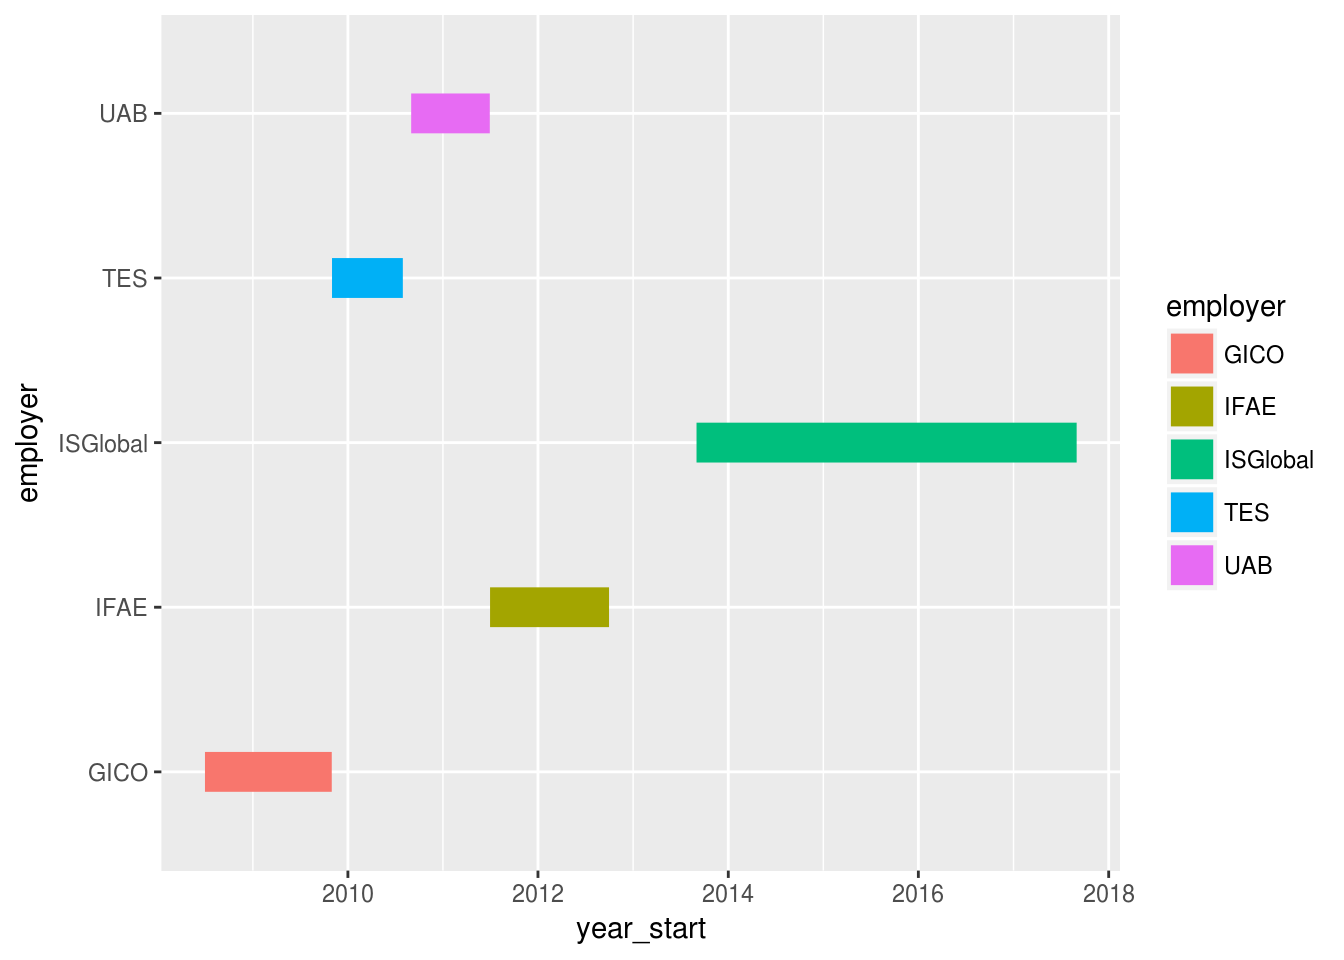 UAB
TES
ISGlobal
IFAE
GICO
employer
2010 2012 2014 2016 2018
year_start
employer
GICO
IFAE
ISGlobal
TES
UAB